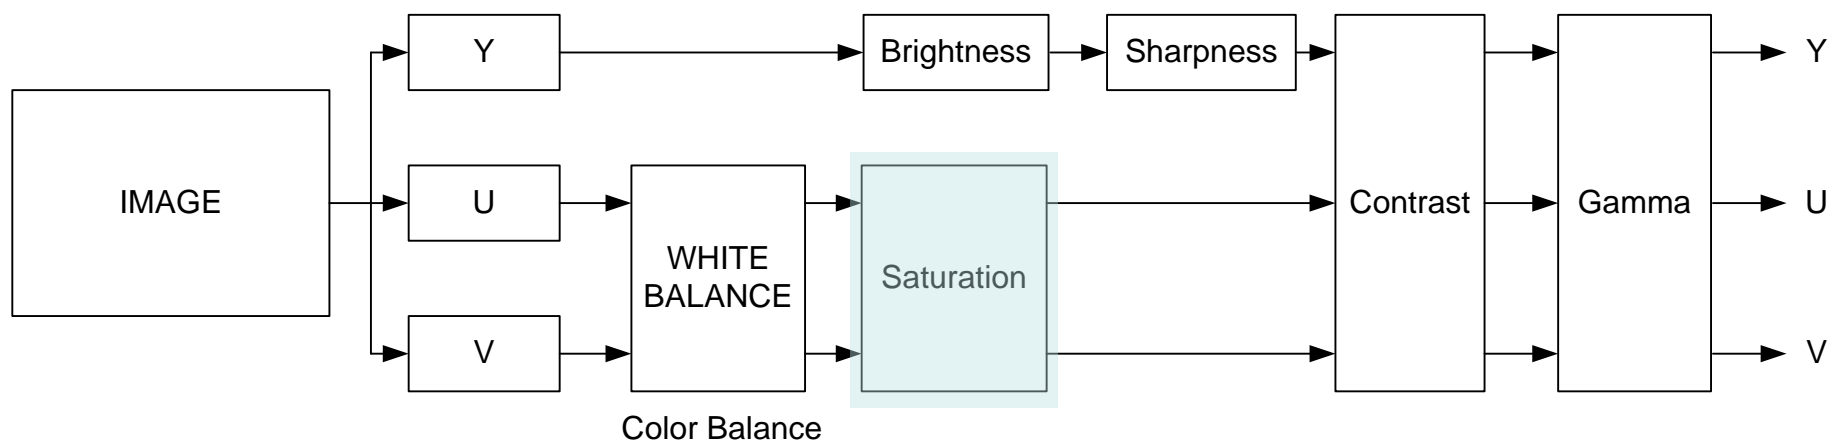 Y
Brightness
Sharpness
Y
IMAGE
U
Contrast
Gamma
U
WHITE
BALANCE
Saturation
V
V
Color Balance